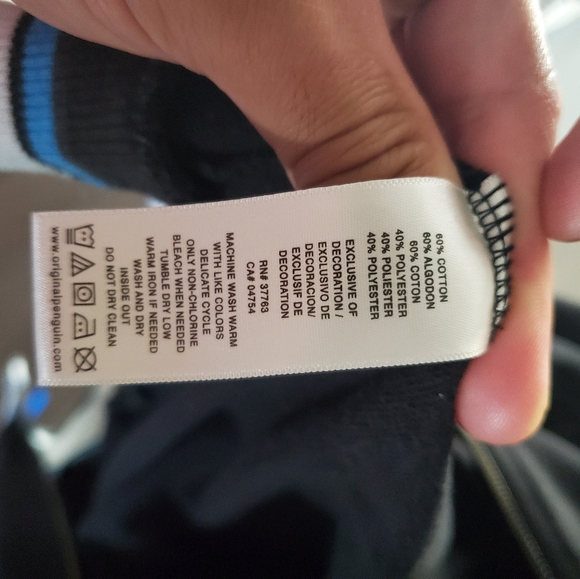 60% COTTON
60% ALGODON
60% COTON
40% POLYESTER
40% POLYESTER
40% POLYESTER
EXCLUSIVE OF
DECORATION /
EXCLUSIVO DE
DECORACION/
EXCLUSIF DE
DECORATION
RN# 37763
CA# 04754
MACHINE WASH WARM
WITH LIKE COLORS
DELICATE CYCLE
ONLY NON-CHLORINE
BLEACH WHEN NEEDED
TUMBLE DRY LOW
WARM IRON IF NEEDED
WASH AND DRY
INSIDE OUT
DO NOT DRY CLEAN
www.originalpenguin.com